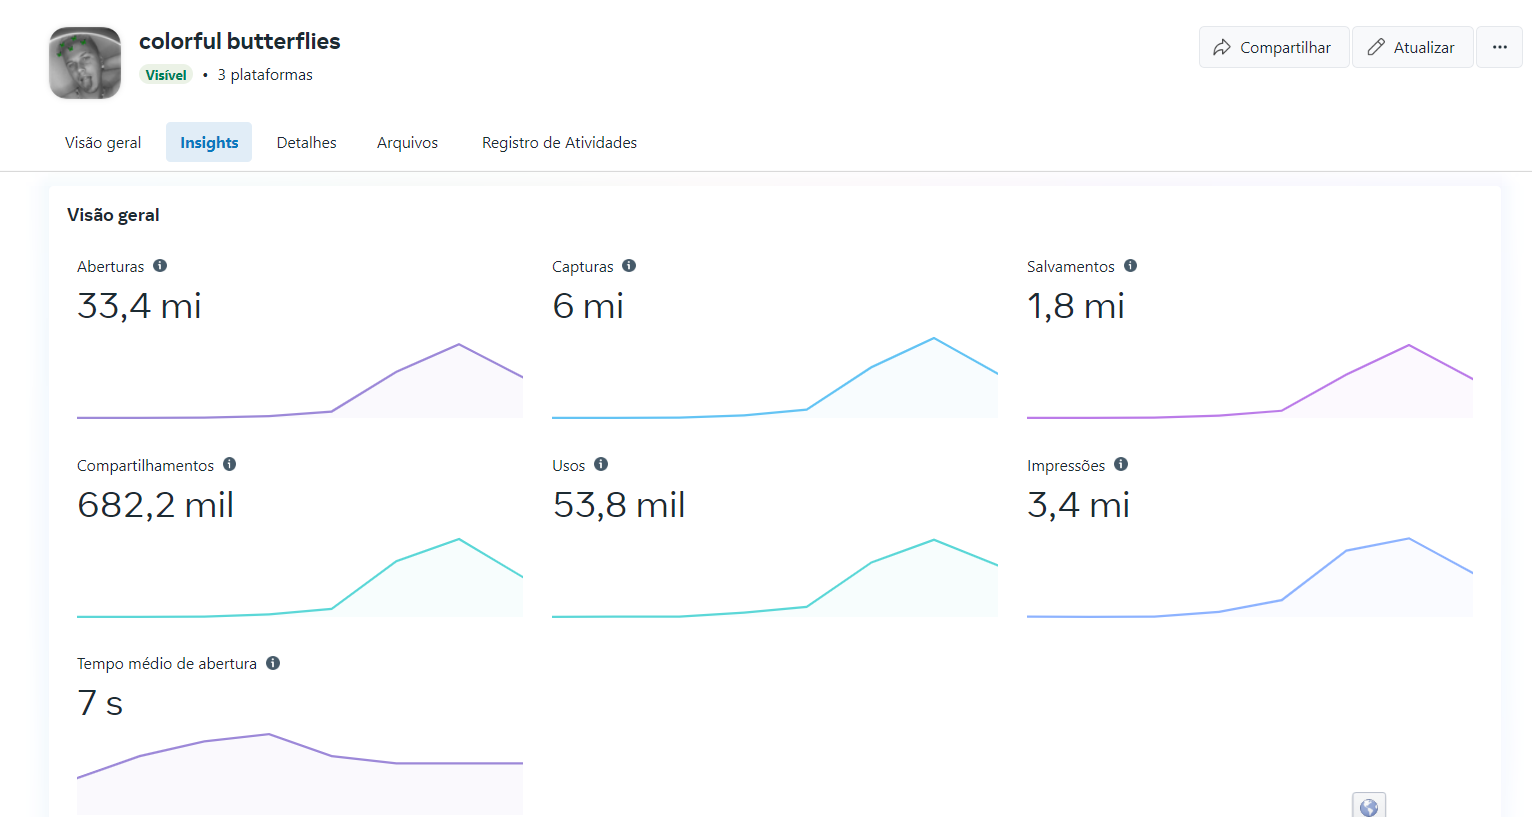 colorful butterflies
Visível • 3 plataformas
Compartilhar
Atualizar
Visão geral
Insights
Detalhes
Arquivos
Registro de Atividades
Visão geral
Aberturas
33,4 mi
Capturas
6 mi
Salvamentos
1,8 mi
Compartilhamentos
682,2 mil
Usos
53,8 mil
Impressões
3,4 mi
Tempo médio de abertura
7 s